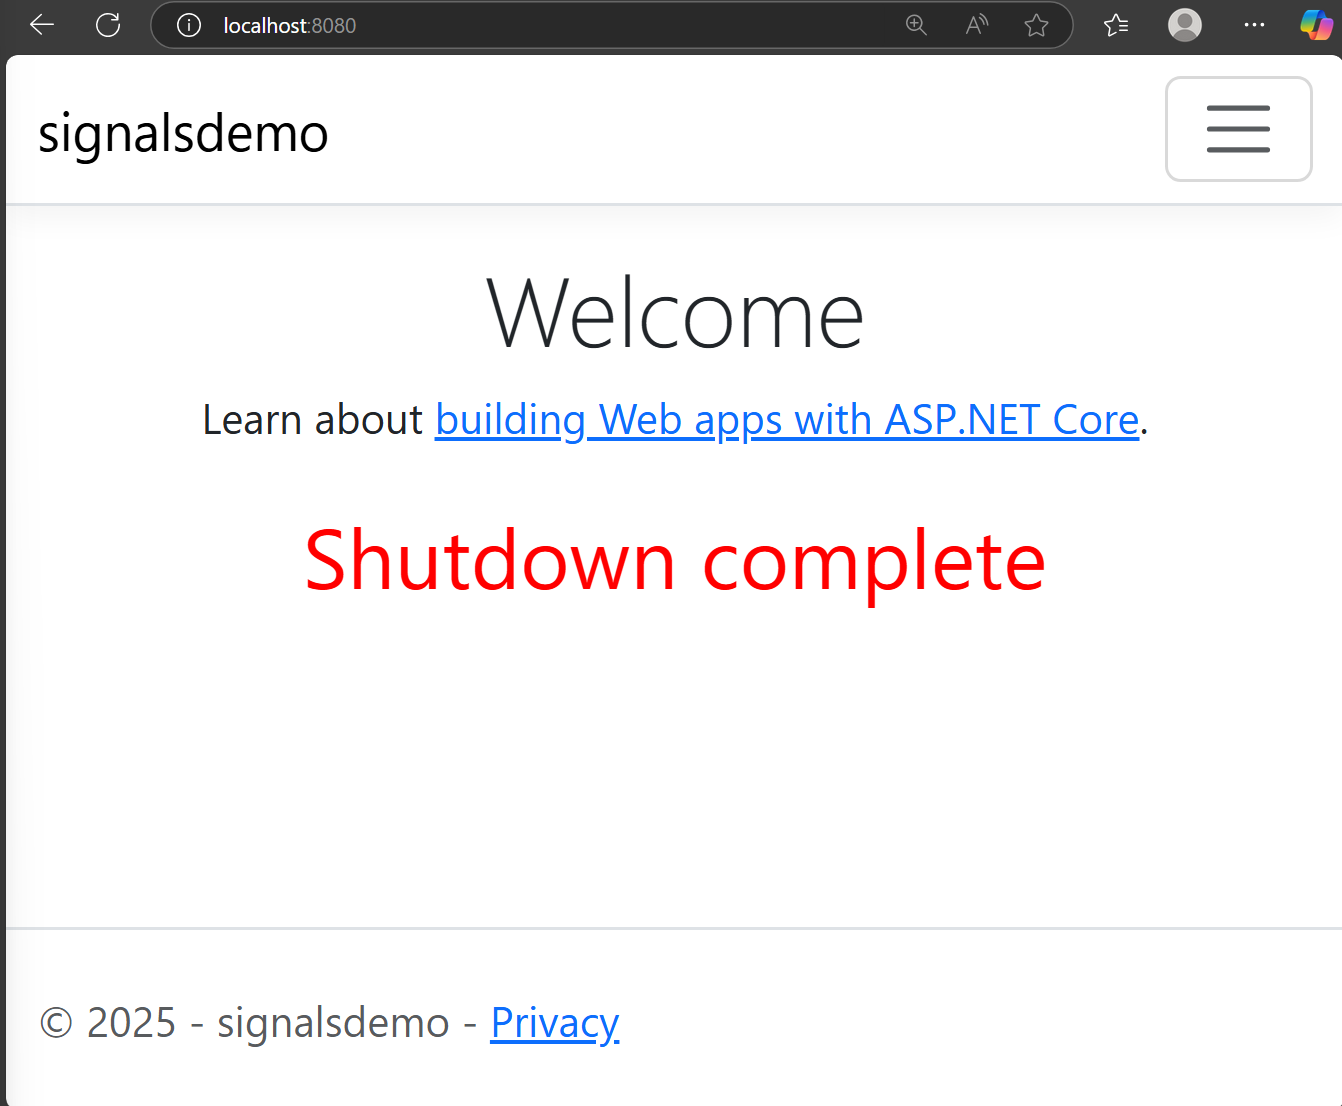 localhost:8080
signalsdemo
Welcome
Learn about building Web apps with ASP.NET Core.
Shutdown complete
© 2025 - signalsdemo - Privacy